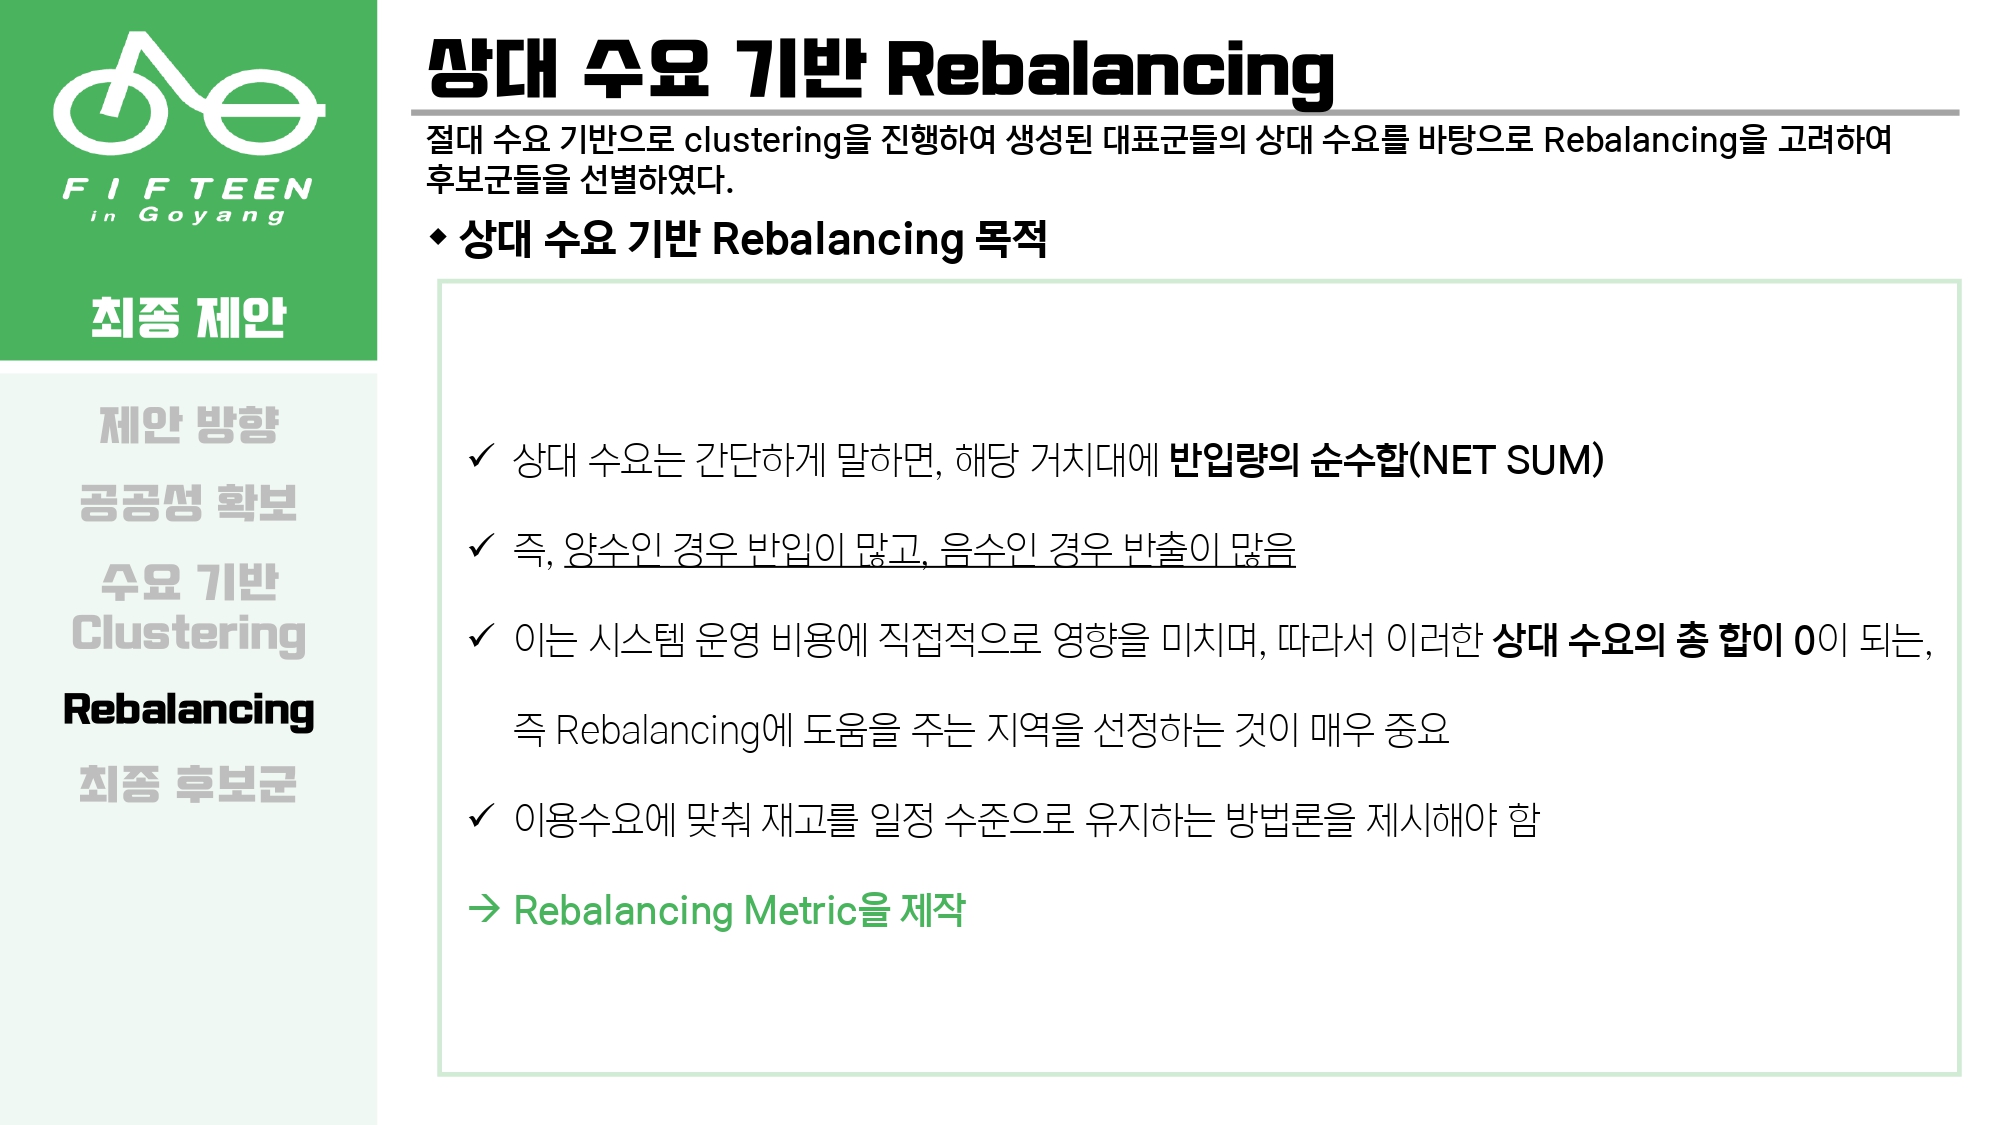 FIFTEEN
in Goyang
최종 제안
제안 방향
공공성 확보
수요 기반
Clustering
Rebalancing
최종 후보군
상대 수요 기반 Rebalancing
절대 수요 기반으로 clustering을 진행하여 생성된 대표군들의 상대 수요를 바탕으로 Rebalancing을 고려하여
후보군들을 선별하였다.
◆ 상대 수요 기반 Rebalancing 목적
✓ 상대 수요는 간단하게 말하면, 해당 거치대에 반입량의 순수합(NET SUM)
✓ 즉, 양수인 경우 반입이 많고, 음수인 경우 반출이 많음
✓ 이는 시스템 운영 비용에 직접적으로 영향을 미치며, 따라서 이러한 상대 수요의 총 합이 0이 되는,
즉 Rebalancing에 도움을 주는 지역을 선정하는 것이 매우 중요
✓ 이용수요에 맞춰 재고를 일정 수준으로 유지하는 방법론을 제시해야 함
→ Rebalancing Metric을 제작